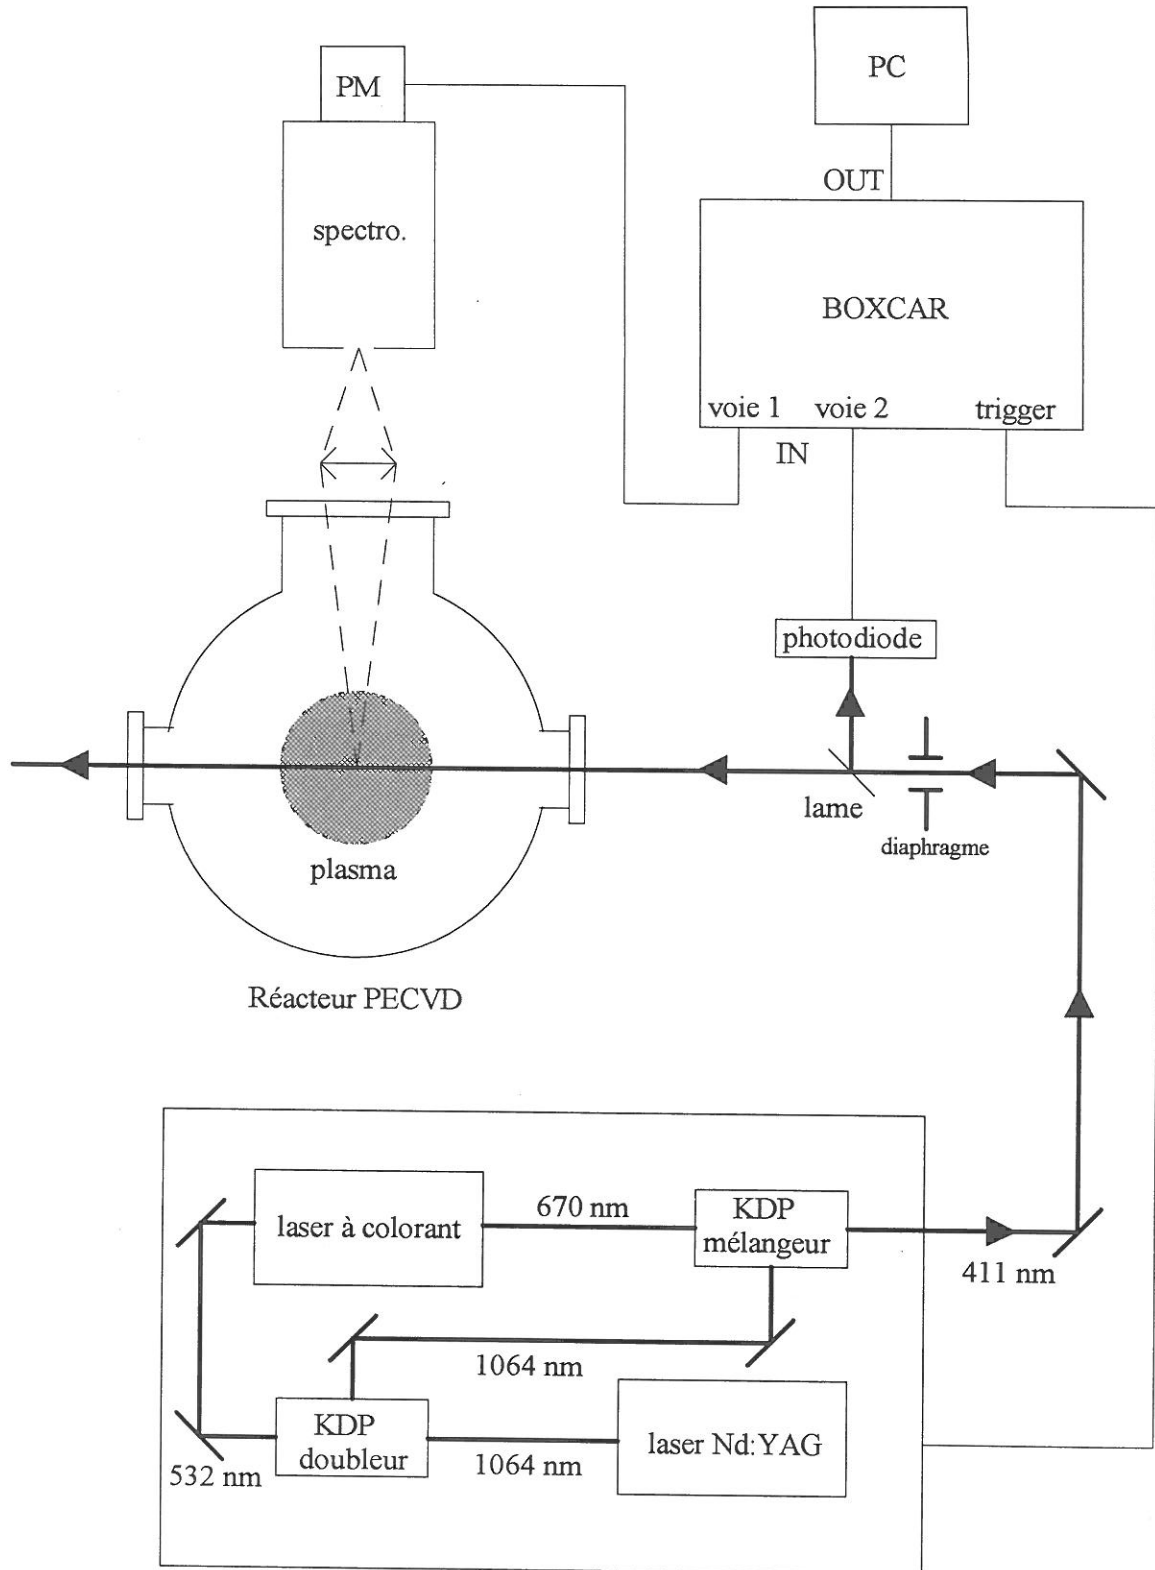 PM
PC
OUT
spectro.
BOXCAR
voie 1 voie 2 trigger
IN
photodiode
lame
diaphragme
plasma
Réacteur PECVD
laser à colorant
670 nm
KDP
mélangeur
411 nm
1064 nm
KDP
doubleur
1064 nm
laser Nd:YAG
532 nm